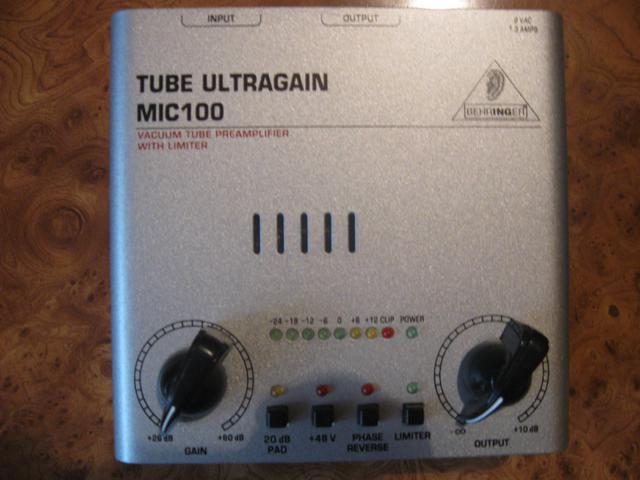 INPUT
OUTPUT
9 VAC
1.3 AMPS
TUBE ULTRAGAIN
MIC100
BEHRINGER
VACUUM TUBE PREAMPLIFIER
WITH LIMITER
-24 -18 -12 -6 0 +6 +12 CLIP POWER
+26 dB
+60 dB
GAIN
20 dB
PAD
+48 V
PHASE
REVERSE
LIMITER
-∞
+10 dB
OUTPUT